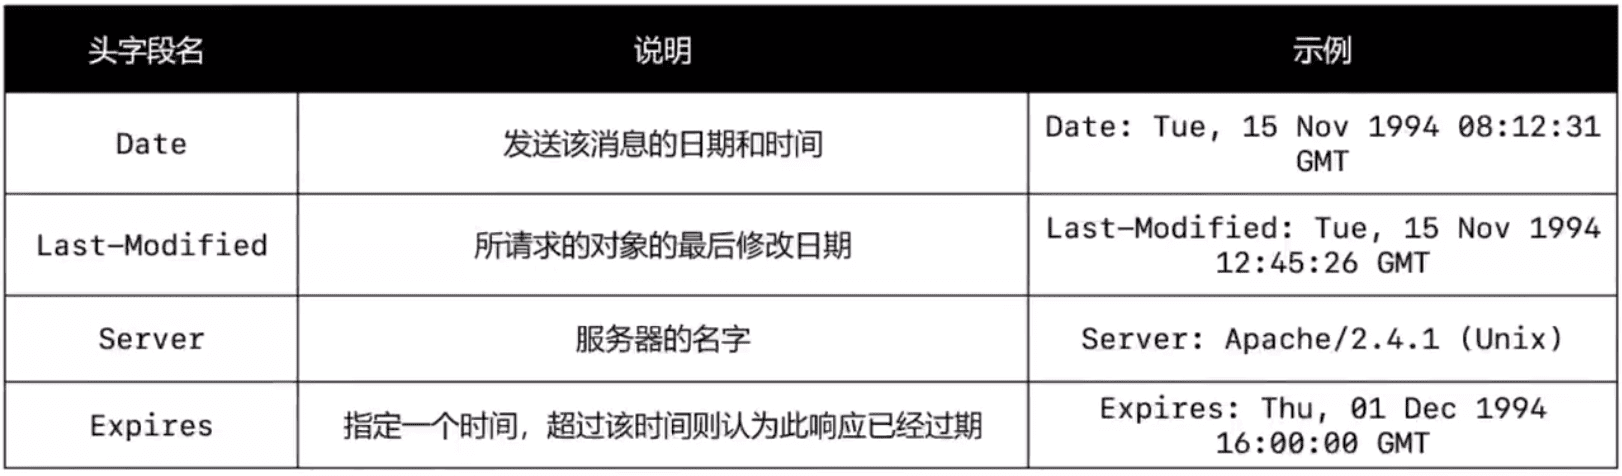 头字段名 说明 示例
Date 发送该消息的日期和时间 Date: Tue, 15 Nov 1994 08:12:31
GMT
Last-Modified 所请求的对象的最后修改日期 Last-Modified: Tue, 15 Nov 1994
12:45:26 GMT
Server 服务器的名字 Server: Apache/2.4.1 (Unix)
Expires 指定一个时间，超过该时间则认为此响应已经过期 Expires: Thu, 01 Dec 1994
16:00:00 GMT